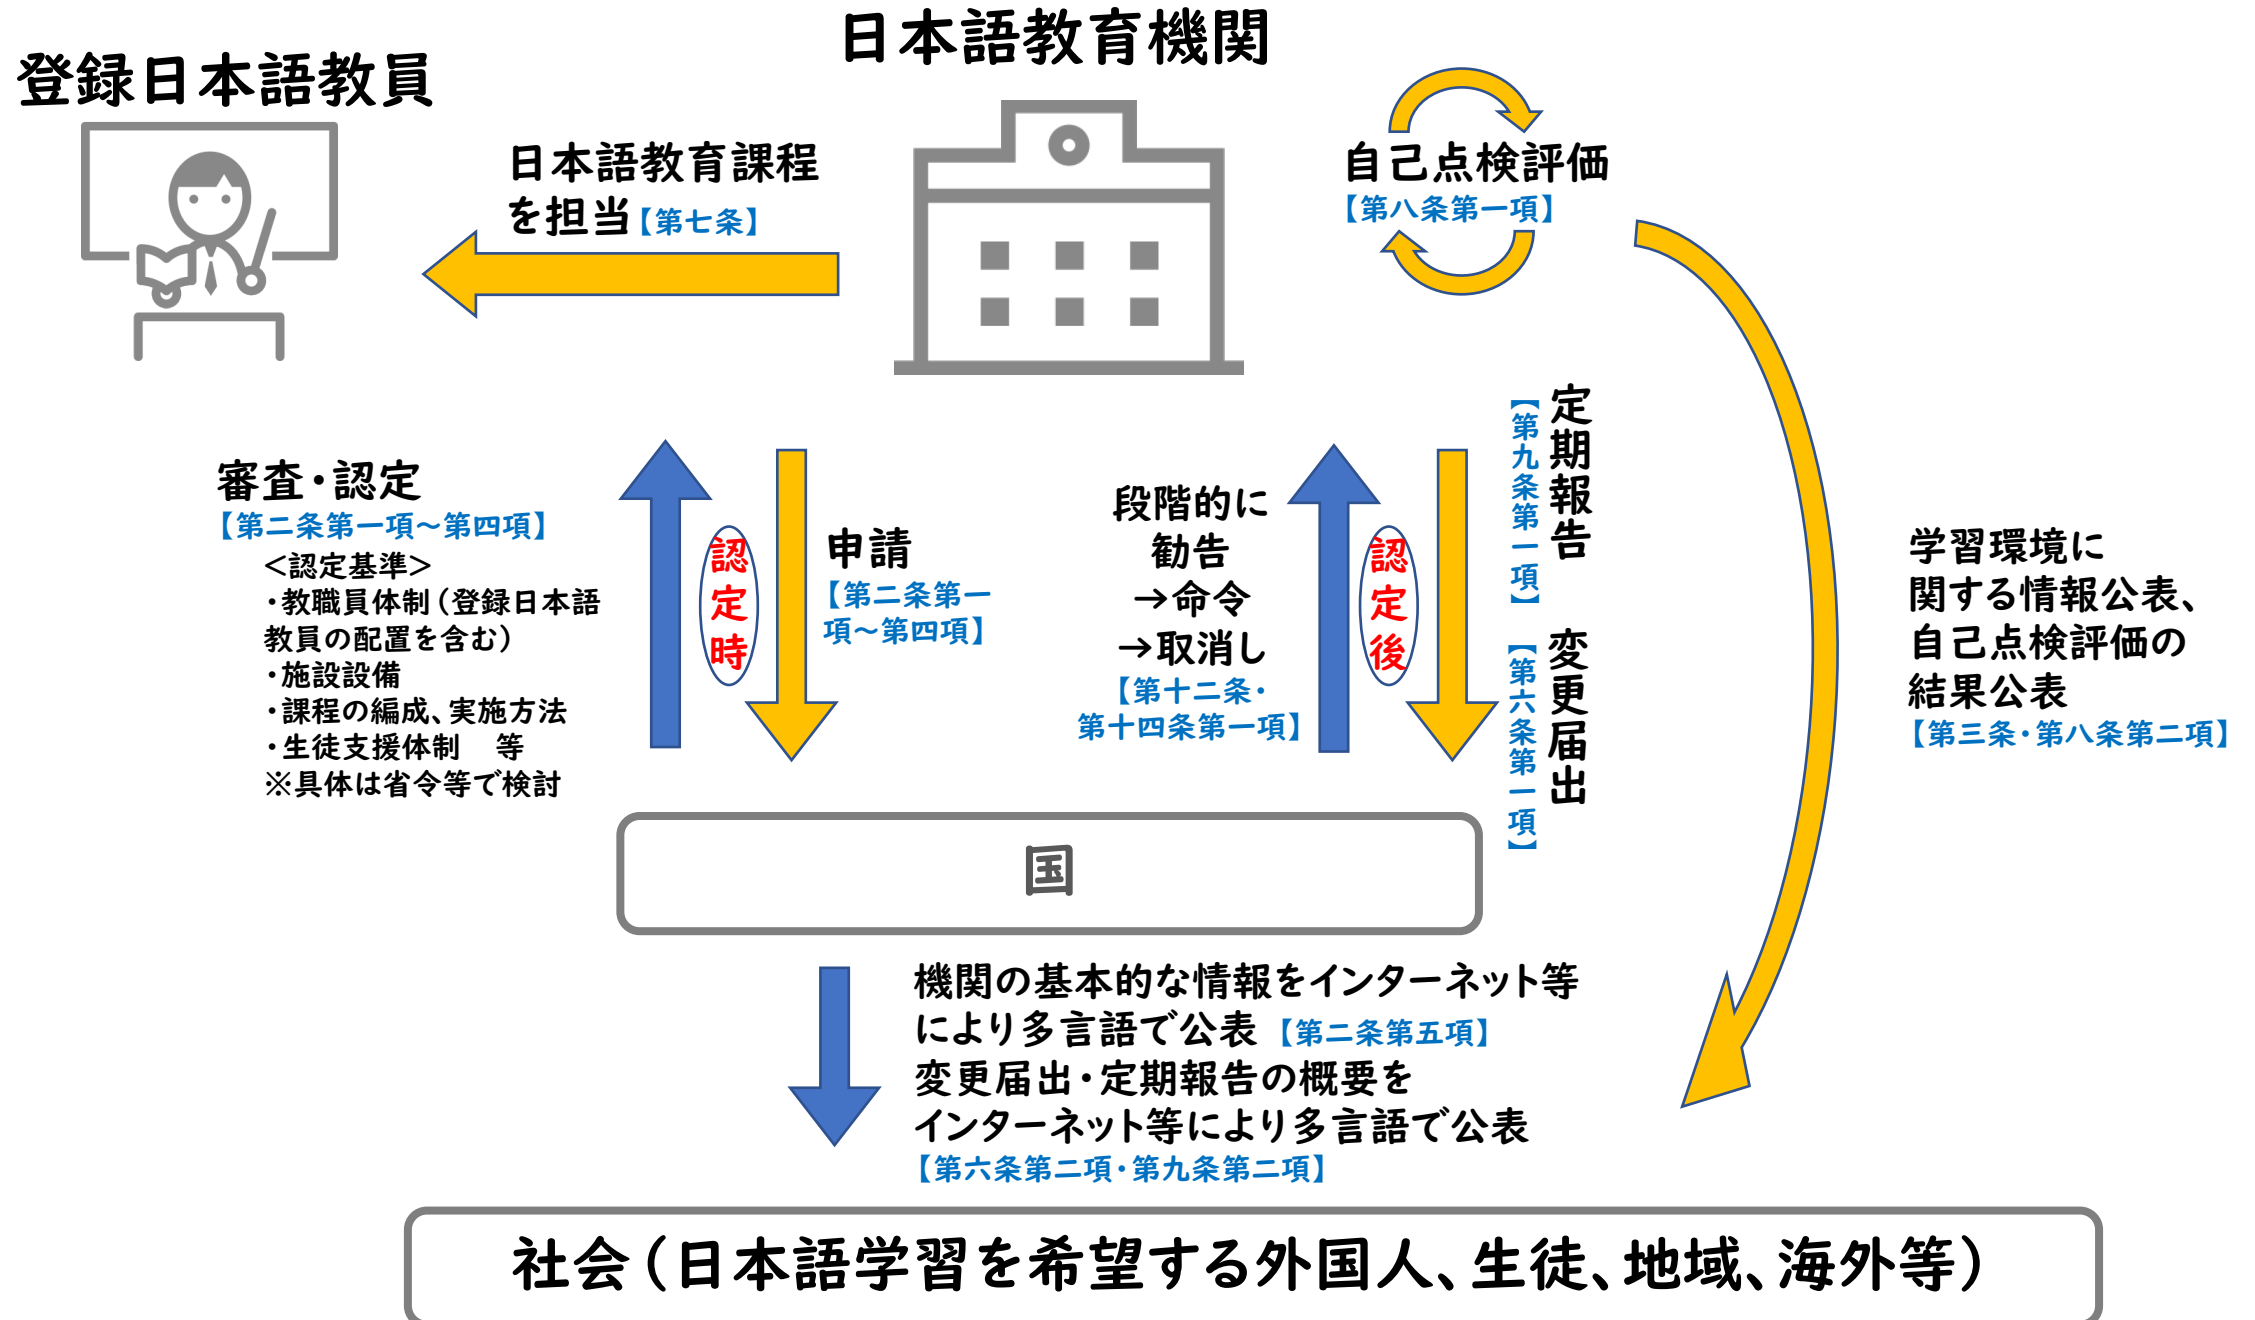 日本語教育機関
登録日本語教員
日本語教育課程
を担当【第七条】
自己点検評価
【第八条第一項】
審査・認定
【第二条第一項～第四項】
＜認定基準＞
・教職員体制（登録日本語
教員の配置を含む）
・施設設備
・課程の編成、実施方法
・生徒支援体制　等
※具体は省令等で検討
認定時
申請
【第二条第一
項～第四項】
段階的に
勧告
→命令
→取消し
【第十二条・
第十四条第一項】
認定後
定期報告　変更届出
【第九条第一項】　【第六条第一項】
学習環境に
関する情報公表、
自己点検評価の
結果公表
【第三条・第八条第二項】
国
機関の基本的な情報をインターネット等
により多言語で公表【第二条第五項】
変更届出・定期報告の概要を
インターネット等により多言語で公表
【第六条第二項・第九条第二項】
社会（日本語学習を希望する外国人、生徒、地域、海外等）